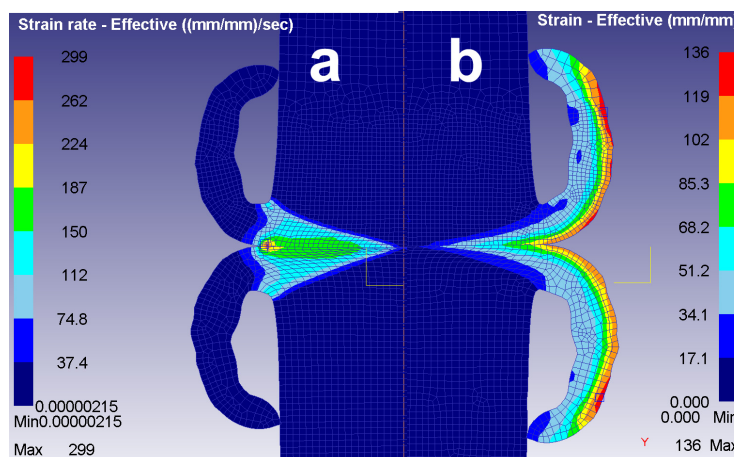 Strain rate - Effective ((mm/mm)/sec)
299
262
224
187
150
112
74.8
37.4
0.00000215
Min0.00000215
Max 299
a
b
Strain - Effective (mm/mm
136
119
102
85.3
68.2
51.2
34.1
17.1
0.000
0.000 Min
Y 136 Max